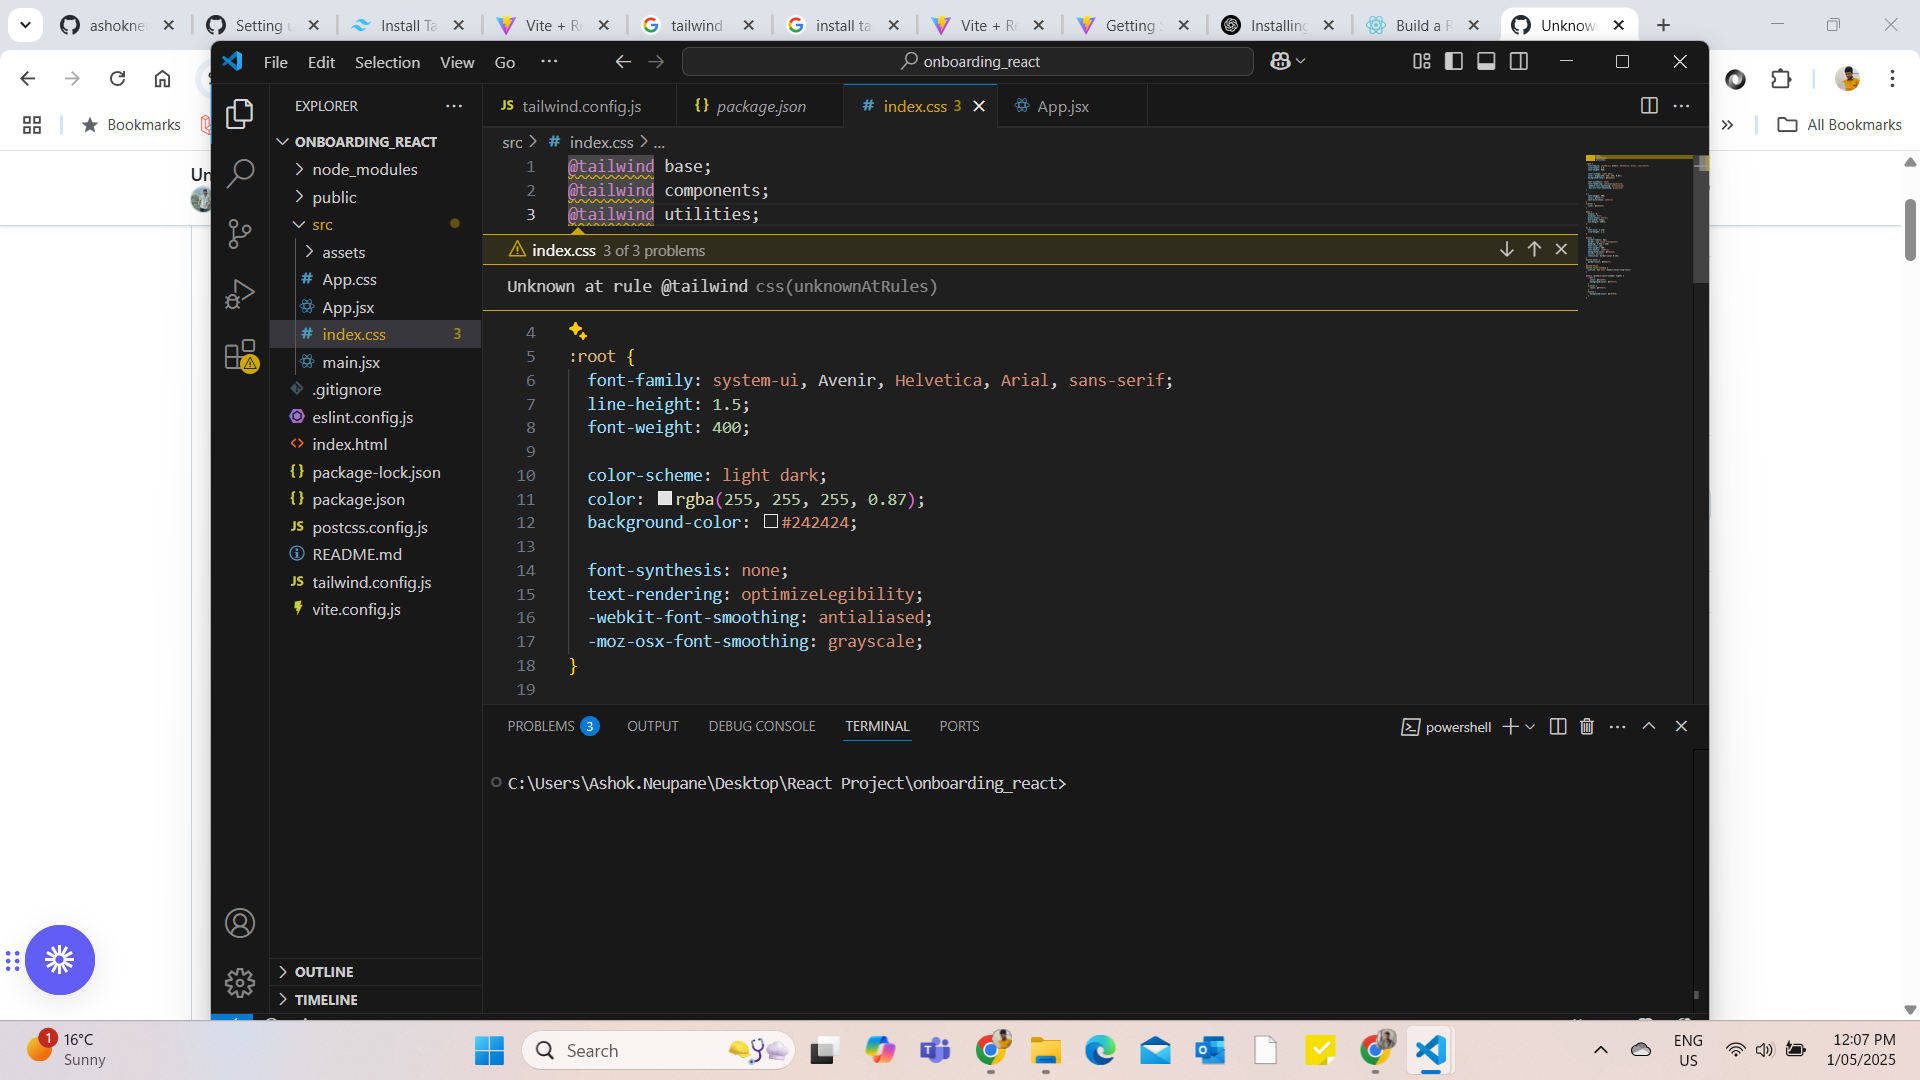 ashokne
Setting u
Install Ta
Vite + Re
tailwind
install ta
Vite + Re
Getting S
Installing
Build a R
Unknow
File Edit Selection View Go
onboarding_react
Bookmarks
All Bookmarks
Un
EXPLORER
ONBOARDING_REACT
node_modules
public
src
assets
App.css
App.jsx
index.css 3
main.jsx
.gitignore
eslint.config.js
index.html
package-lock.json
package.json
postcss.config.js
README.md
tailwind.config.js
vite.config.js
OUTLINE
TIMELINE
JS tailwind.config.js
{} package.json
# index.css 3
App.jsx
src > # index.css > ...
1 @tailwind base;
2 @tailwind components;
3 @tailwind utilities;
index.css 3 of 3 problems
Unknown at rule @tailwind css(unknownAtRules)
4
5 :root {
6 font-family: system-ui, Avenir, Helvetica, Arial, sans-serif;
7 line-height: 1.5;
8 font-weight: 400;
9
10 color-scheme: light dark;
11 color: rgba(255, 255, 255, 0.87);
12 background-color: #242424;
13
14 font-synthesis: none;
15 text-rendering: optimizeLegibility;
16 -webkit-font-smoothing: antialiased;
17 -moz-osx-font-smoothing: grayscale;
18 }
19
PROBLEMS 3 OUTPUT DEBUG CONSOLE TERMINAL PORTS
powershell
C:\Users\Ashok.Neupane\Desktop\React Project\onboarding_react>
1
16°C
Sunny
Search
ENG
US
12:07 PM
1/05/2025